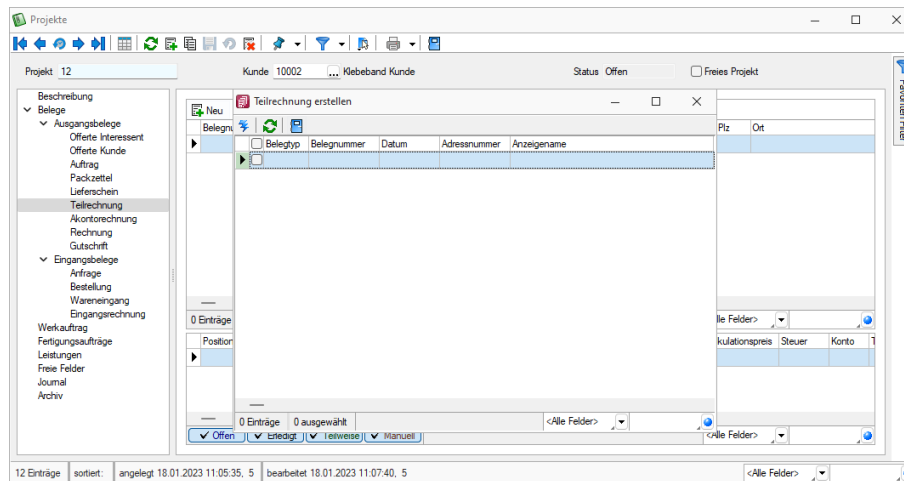 Projekte
Projekt 12 Kunde 10002 ... Klebeband Kunde Status Offen Freies Projekt
Favoriten Filter
Beschreibung
Belege
Ausgangsbelege
Offerte Interessent
Offerte Kunde
Auftrag
Packzettel
Lieferschein
Teilrechnung
Akontorechnung
Rechnung
Gutschrift
Eingangsbelege
Anfrage
Bestellung
Wareneingang
Eingangsrechnung
Werkauftrag
Fertigungsaufträge
Leistungen
Freie Felder
Journal
Archiv
Neu
Plz Ort
0 Einträge
Position
Steuer Konto
Teilrechnung erstellen
Belegtyp Belegnummer Datum Adressnummer Anzeigename
0 Einträge 0 ausgewählt <Alle Felder>
Offen Erledigt Teilweise Manuell <Alle Felder>
12 Einträge sortiert: angelegt 18.01.2023 11:05:35, 5 bearbeitet 18.01.2023 11:07:40, 5 <Alle Felder>